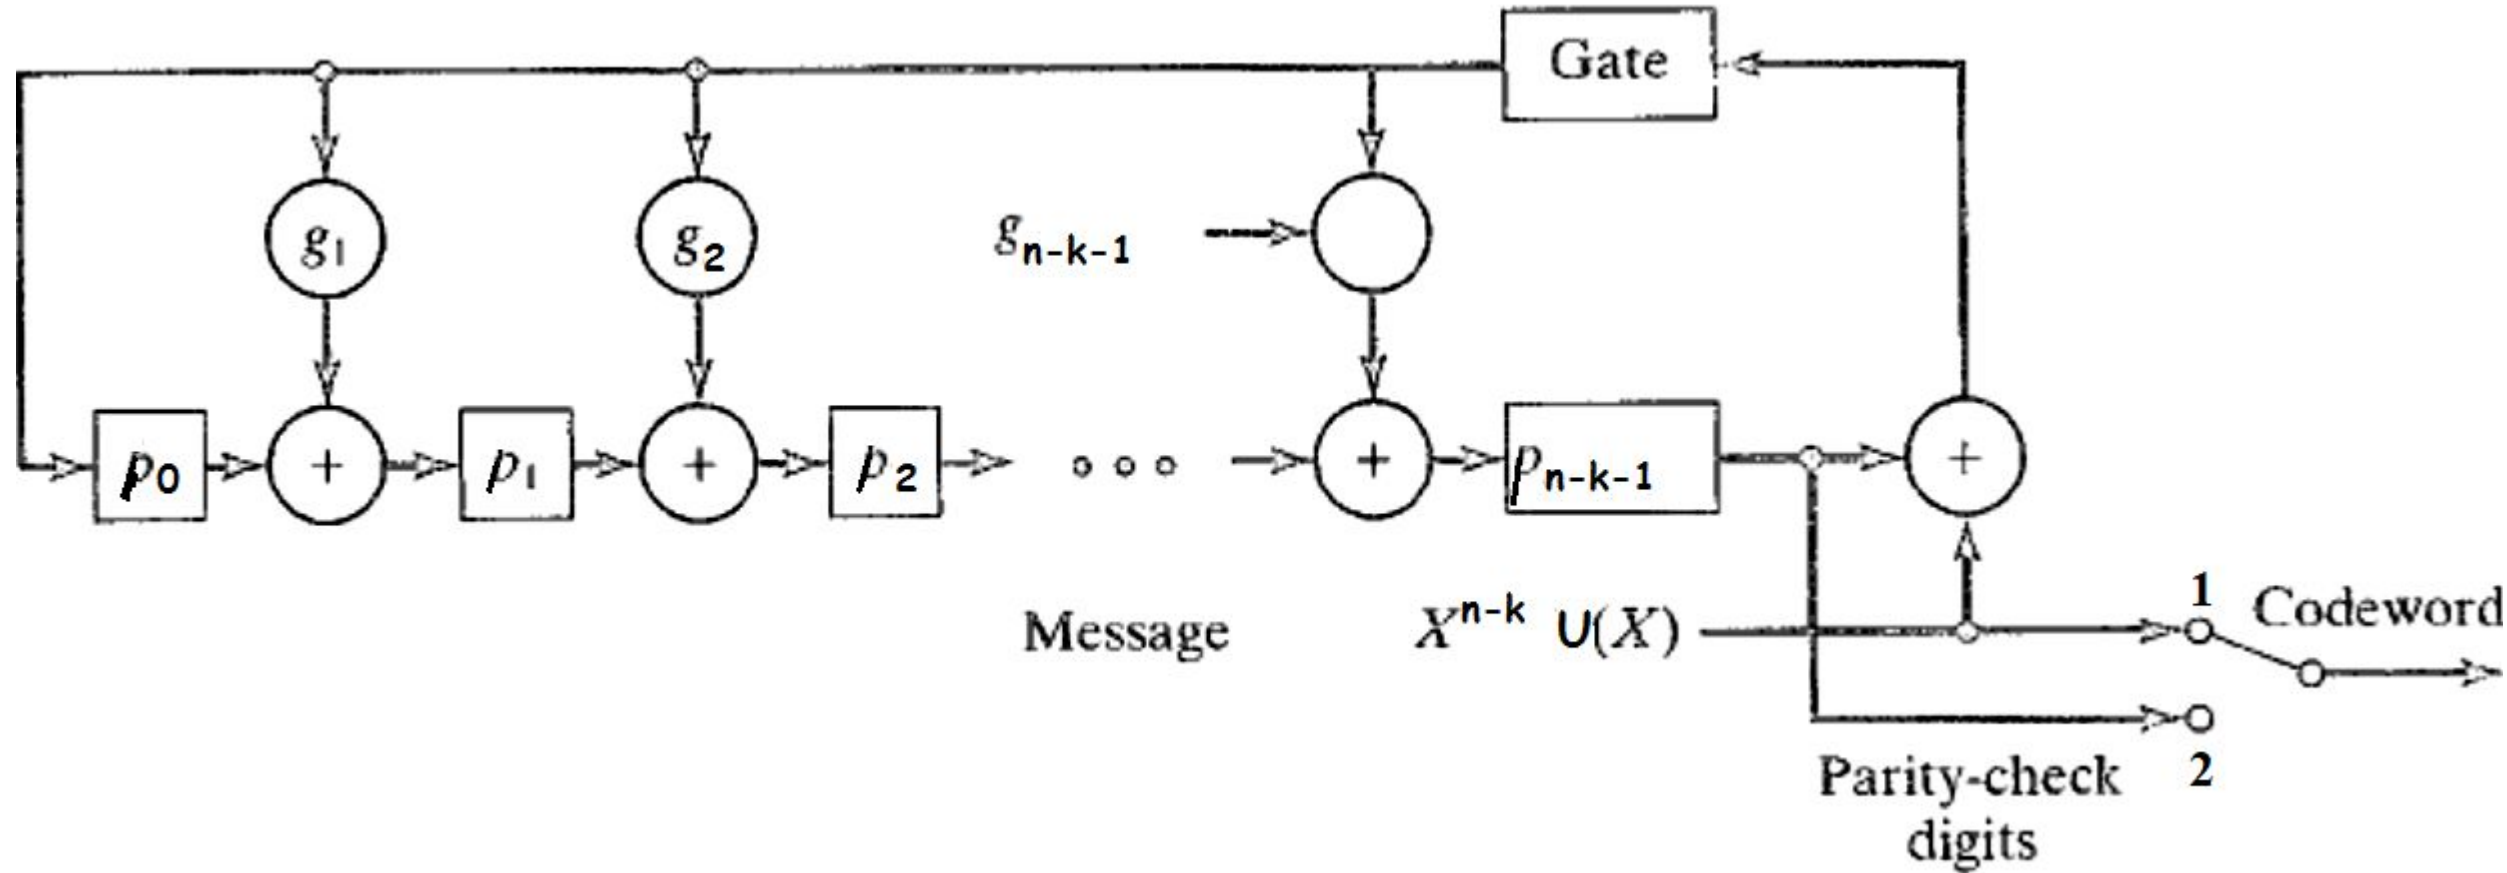 Gate
g₁ g₂ gₙ₋ₖ₋₁
+ + + +
p₀ p₁ p₂ pₙ₋ₖ₋₁
Message Xⁿ⁻ᵏ U(X)
1
Codeword
2
Parity-check
digits